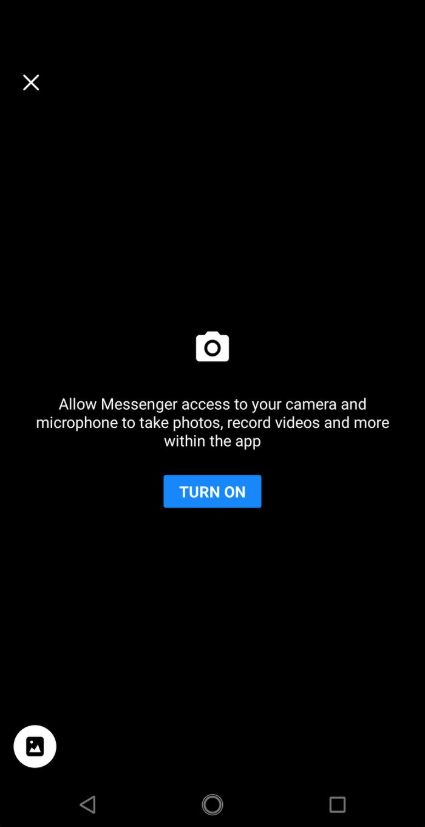 Allow Messenger access to your camera and
microphone to take photos, record videos and more
within the app
TURN ON